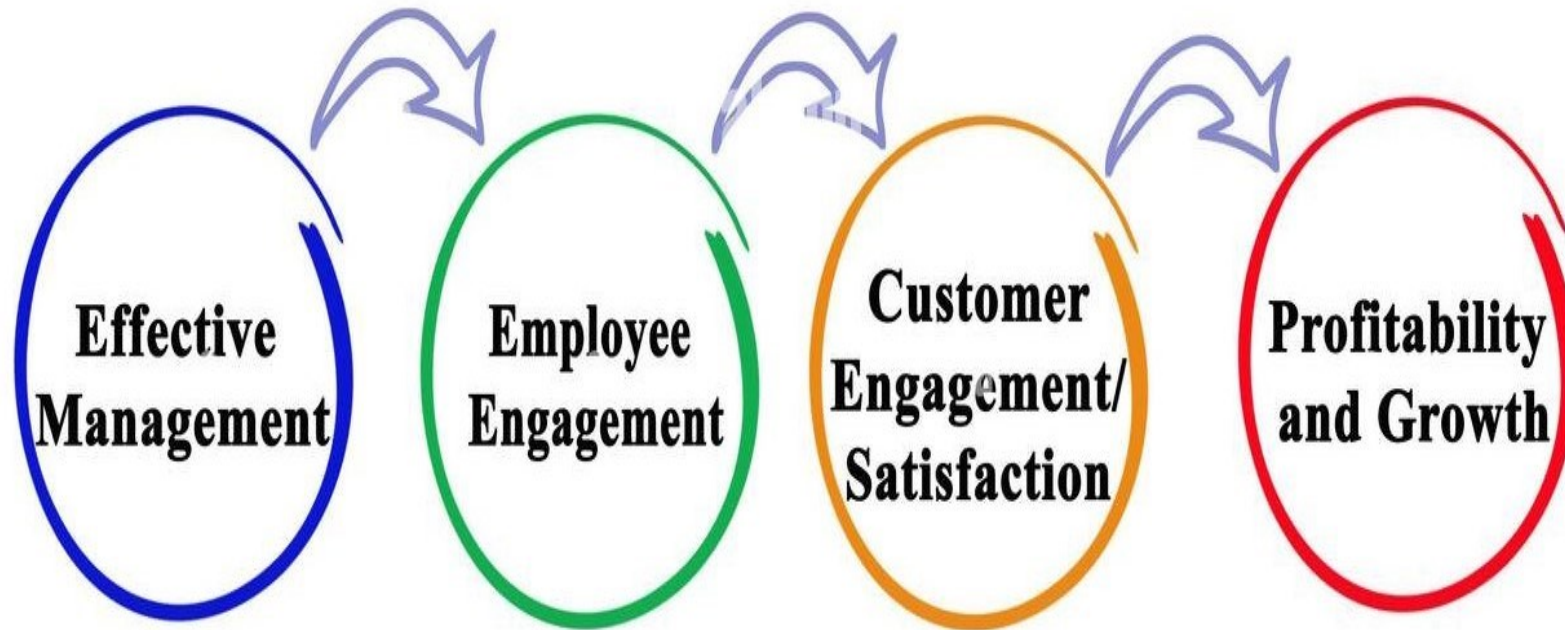 Effective
Management
Employee
Engagement
Customer
Engagement/
Satisfaction
Profitability
and Growth